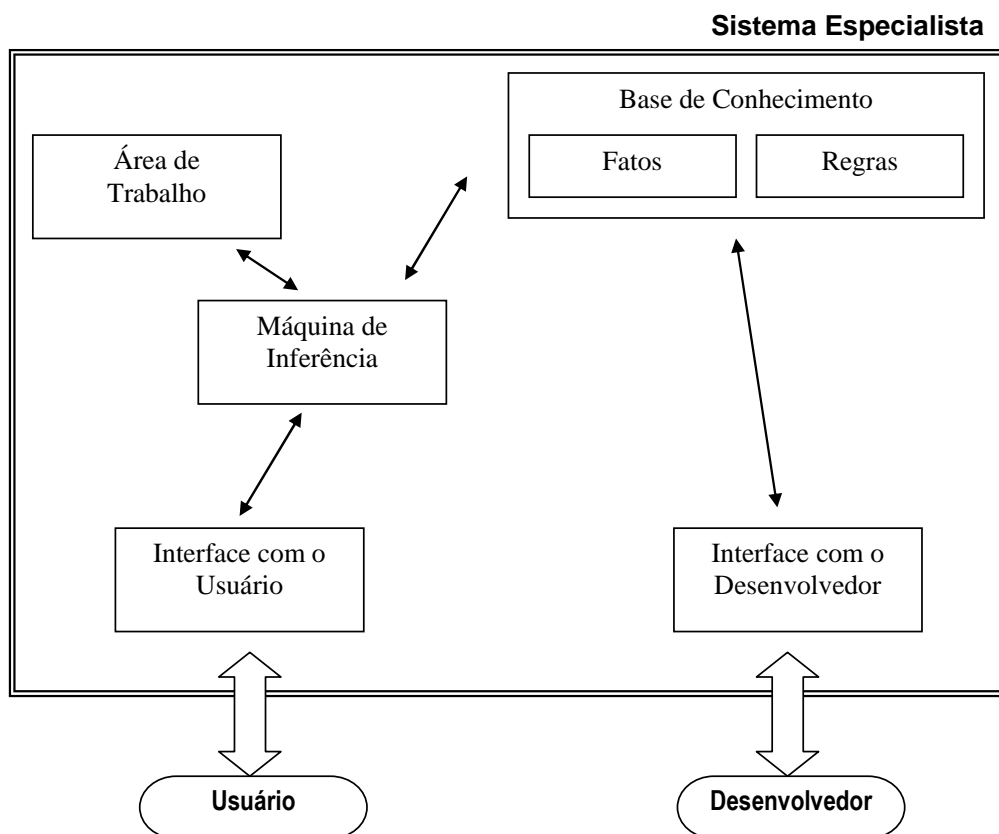 Sistema Especialista
Base de Conhecimento
Fatos
Regras
Área de
Trabalho
Máquina de
Inferência
Interface com o
Usuário
Interface com o
Desenvolvedor
Usuário
Desenvolvedor